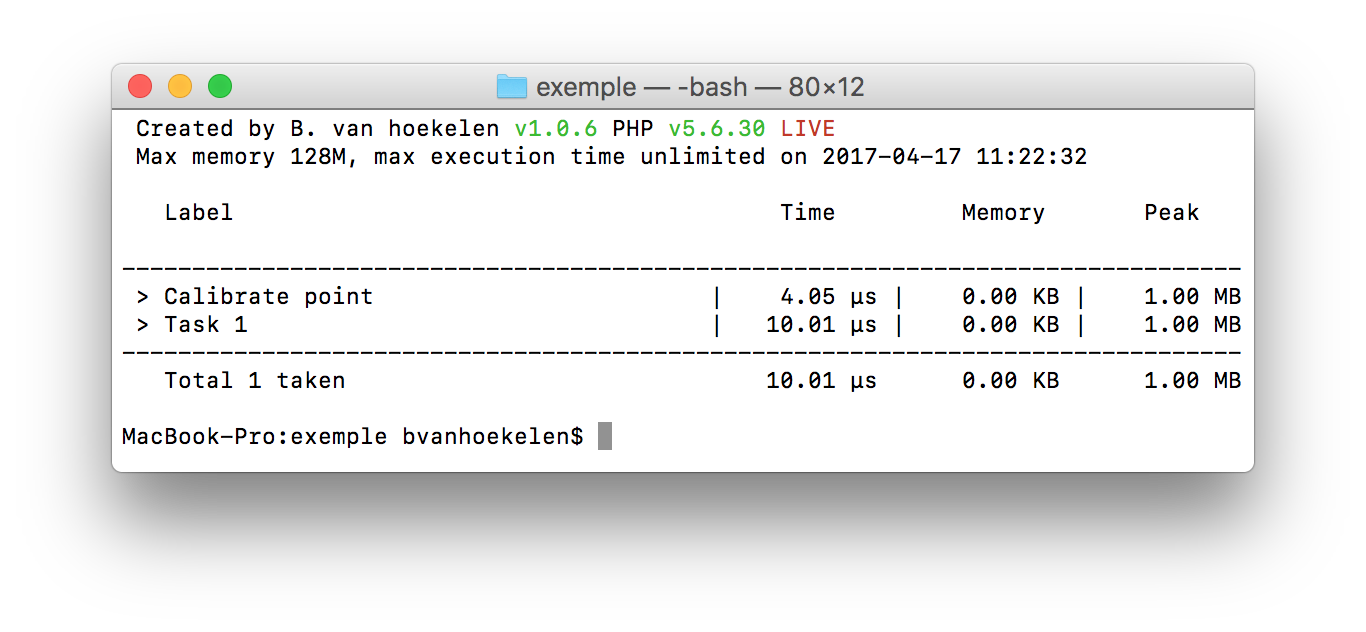 exemple — -bash — 80×12
Created by B. van hoekelen v1.0.6 PHP v5.6.30 LIVE
Max memory 128M, max execution time unlimited on 2017-04-17 11:22:32
Label Time Memory Peak
--------------------------------------------------------------------------------
> Calibrate point | 4.05 µs | 0.00 KB | 1.00 MB
> Task 1 | 10.01 µs | 0.00 KB | 1.00 MB
--------------------------------------------------------------------------------
Total 1 taken 10.01 µs 0.00 KB 1.00 MB
MacBook-Pro:exemple bvanhoekelen$